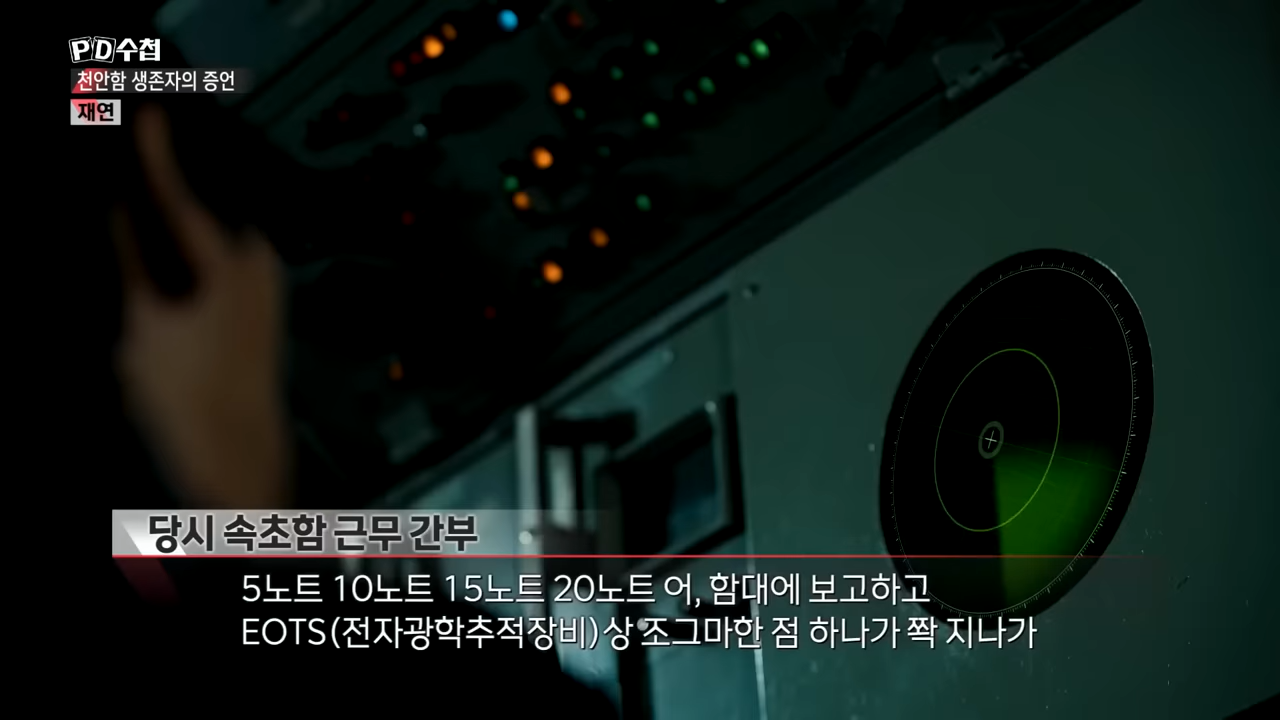 PD수첩
천안함 생존자의 증언
재연
당시 속초함 근무 간부
5노트 10노트 15노트 20노트 어, 함대에 보고하고
EOTS(전자광학추적장비)상 조그마한 점 하나가 쫙 지나가